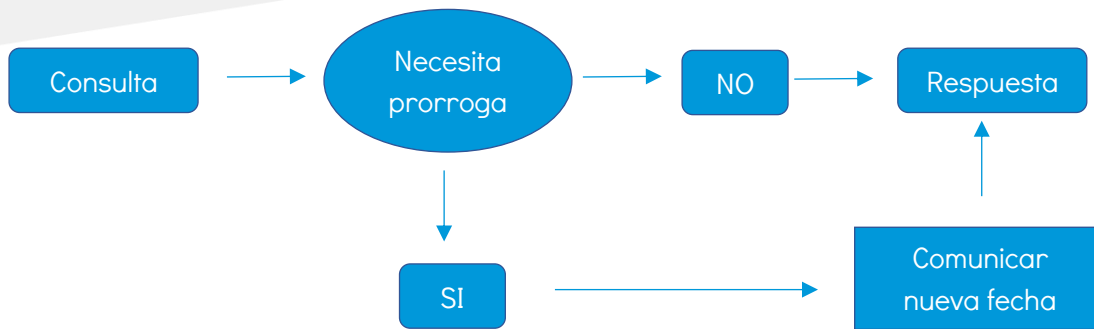 Consulta
Necesita
prorroga
NO
Respuesta
SI
Comunicar
nueva fecha